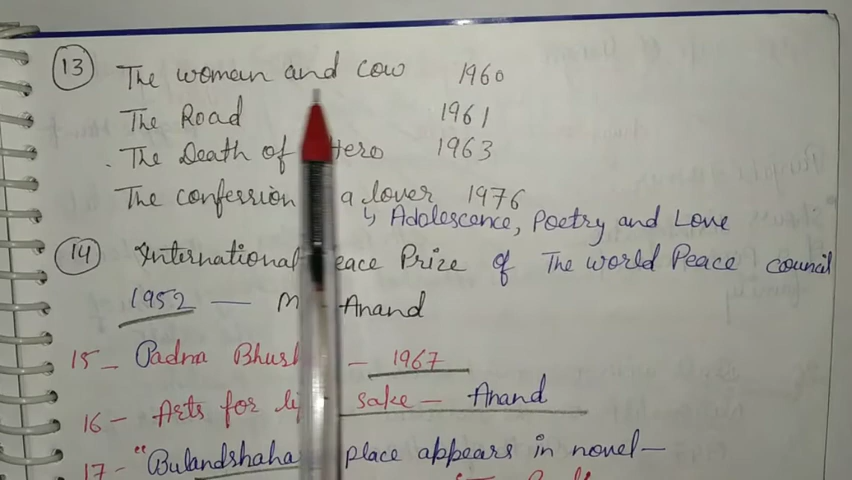 13 The woman and cow 1960
The Road 1961
The Death of Hero 1963
The confession a lover 1976
↳ Adolescence, Poetry and Love
14 International eace Prize of The world Peace council
1952 — M Anand
15 - Padma Bhush - 1967
16 - Arts for li sake - Anand
17 - "Bulandshaha place appears in novel -